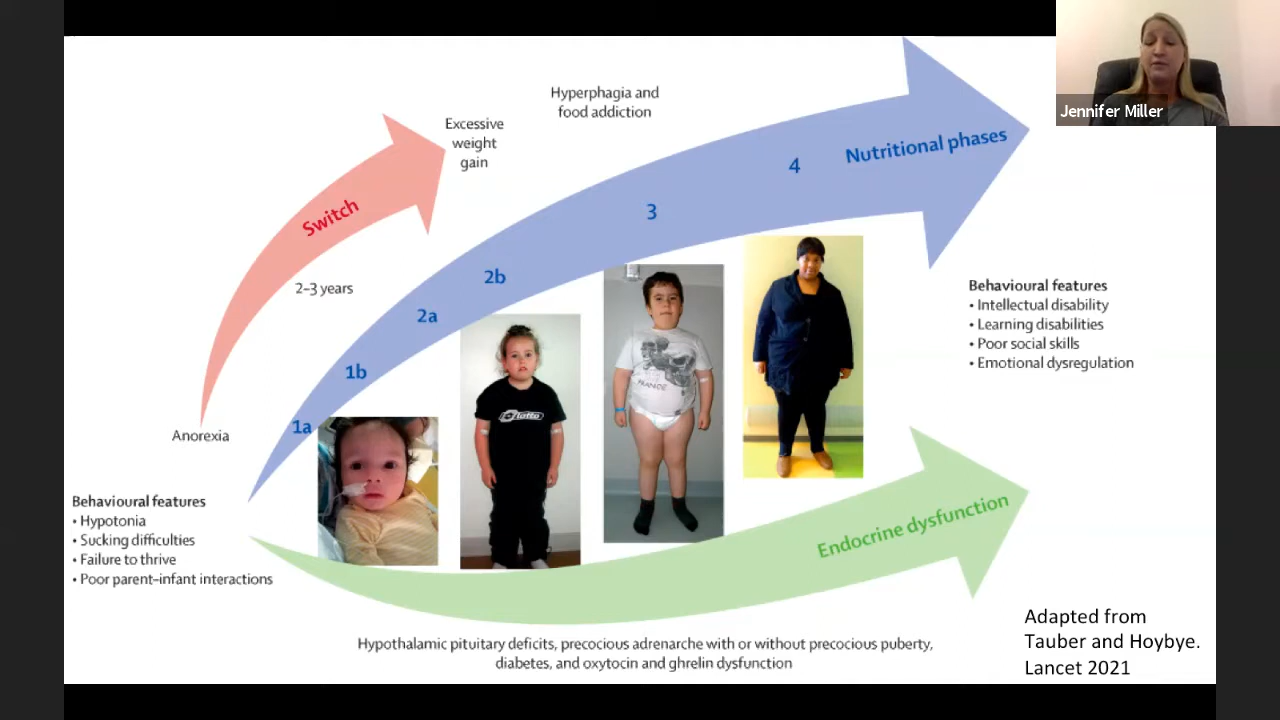 Jennifer Miller
Hyperphagia and
food addiction
Excessive
weight
gain
Switch
2–3 years
Anorexia
Nutritional phases
4
3
2b
2a
1b
1a
lotto
FRANCE
Behavioural features
• Hypotonia
• Sucking difficulties
• Failure to thrive
• Poor parent–infant interactions
Behavioural features
• Intellectual disability
• Learning disabilities
• Poor social skills
• Emotional dysregulation
Endocrine dysfunction
Hypothalamic pituitary deficits, precocious adrenarche with or without precocious puberty,
diabetes, and oxytocin and ghrelin dysfunction
Adapted from
Tauber and Hoybye.
Lancet 2021